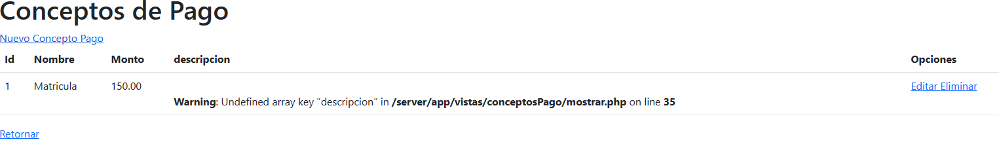 Conceptos de Pago
Nuevo Concepto Pago
Id Nombre Monto descripcion Opciones
1 Matricula 150.00 Editar Eliminar
Warning: Undefined array key "descripcion" in /server/app/vistas/conceptosPago/mostrar.php on line 35
Retornar